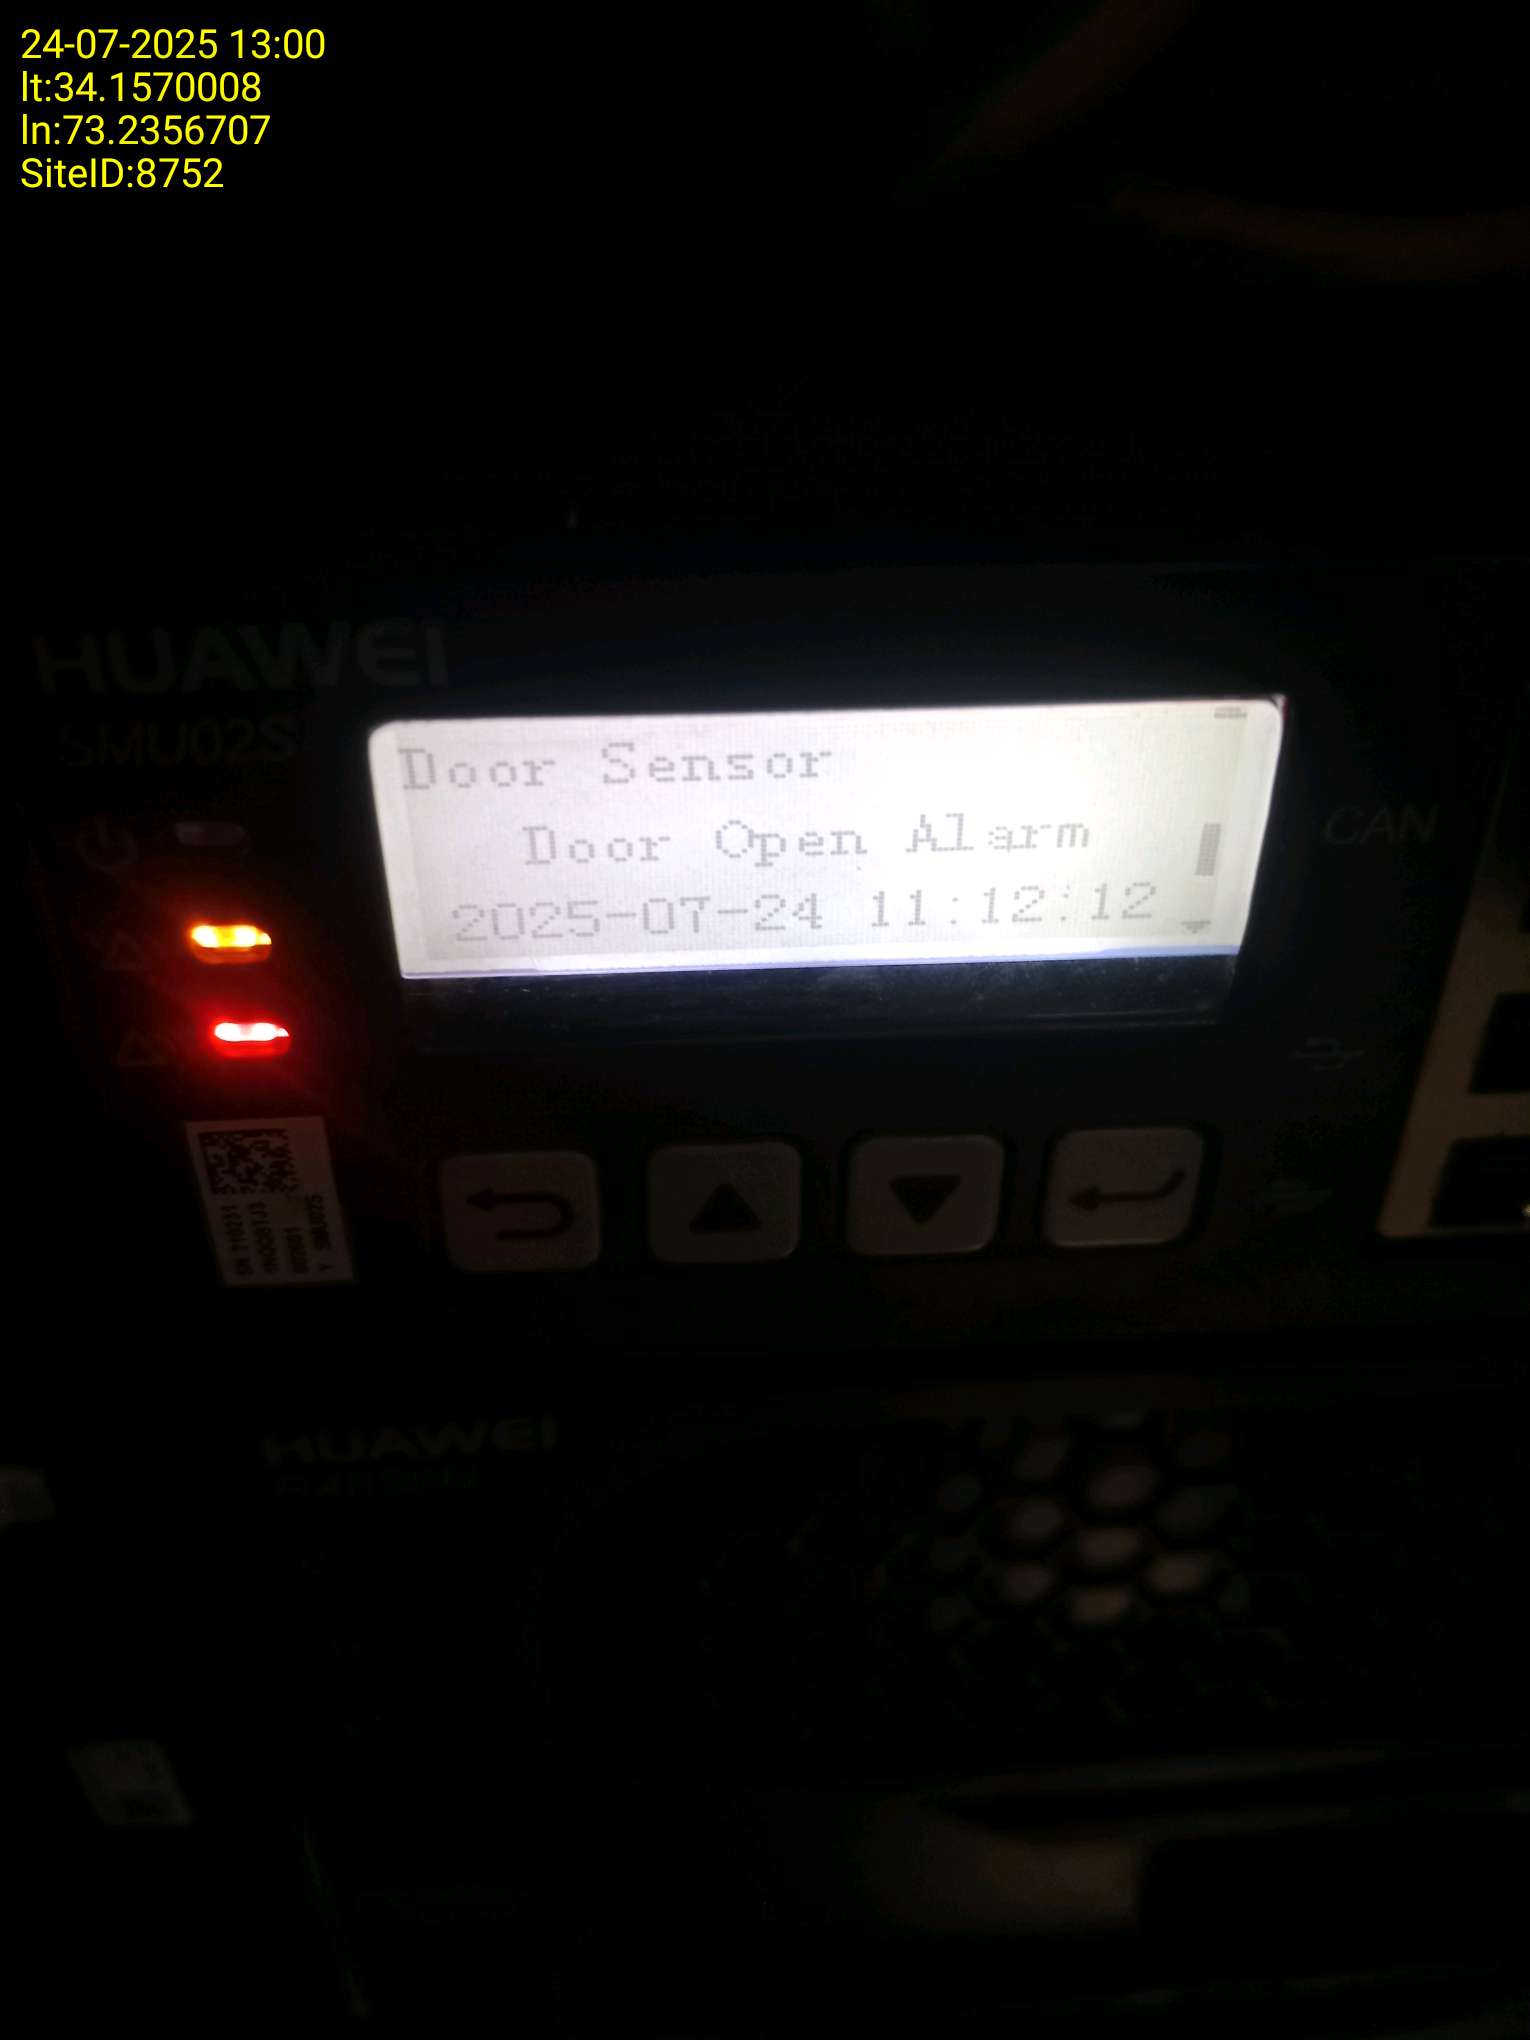 24-07-2025 13:00
lt:34.1570008
ln:73.2356707
SiteID:8752
HUAWEI
SMU02S
Door Sensor
Door Open Alarm
2025-07-24 11:12:12
CAN
Y SMU02S
HUAWEI